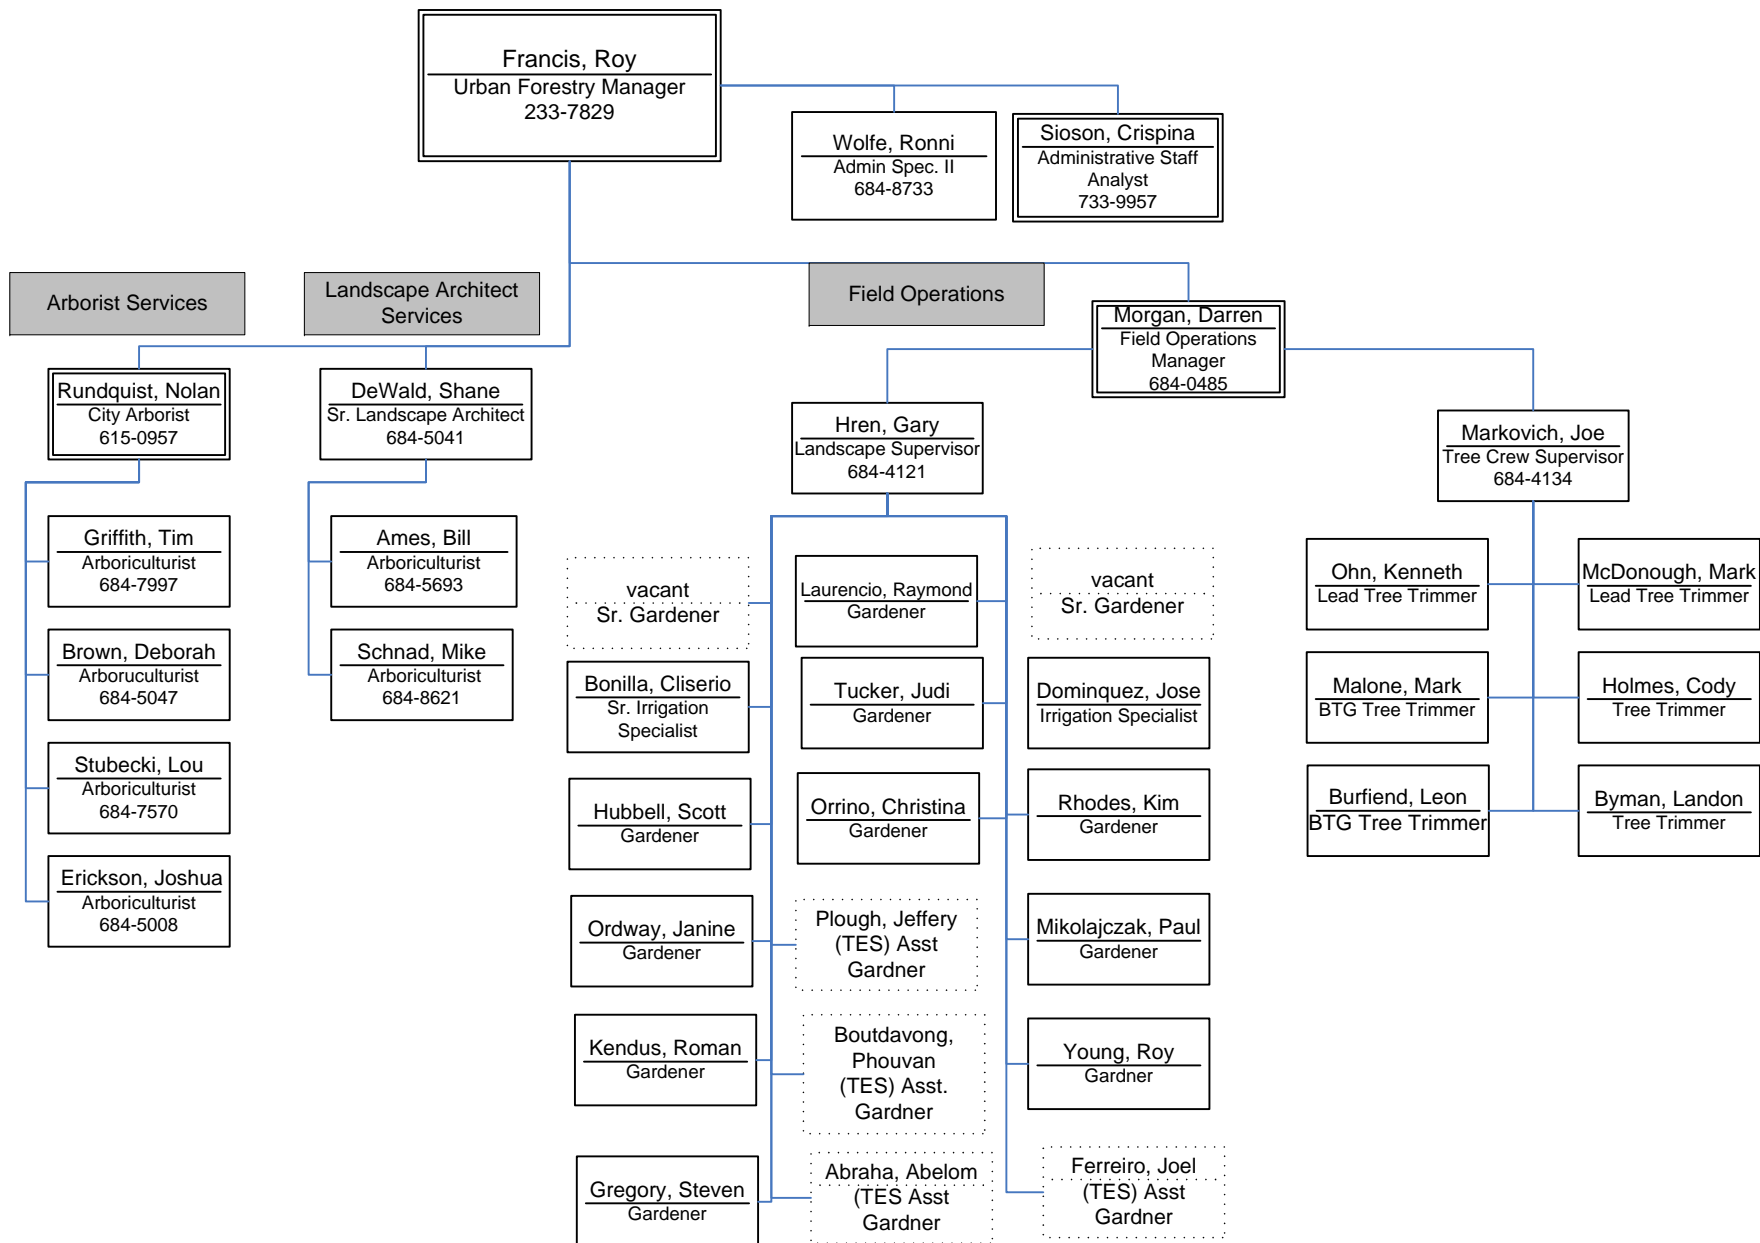 Francis, Roy
Urban Forestry Manager
233-7829
Wolfe, Ronni
Admin Spec. II
684-8733
Sioson, Crispina
Administrative Staff
Analyst
733-9957
Arborist Services
Landscape Architect
Services
Field Operations
Morgan, Darren
Field Operations
Manager
684-0485
Rundquist, Nolan
City Arborist
615-0957
DeWald, Shane
Sr. Landscape Architect
684-5041
Hren, Gary
Landscape Supervisor
684-4121
Markovich, Joe
Tree Crew Supervisor
684-4134
Griffith, Tim
Arboriculturist
684-7997
Brown, Deborah
Arboruculturist
684-5047
Stubecki, Lou
Arboriculturist
684-7570
Erickson, Joshua
Arboriculturist
684-5008
Ames, Bill
Arboriculturist
684-5693
Schnad, Mike
Arboriculturist
684-8621
vacant
Sr. Gardener
Bonilla, Cliserio
Sr. Irrigation
Specialist
Hubbell, Scott
Gardener
Ordway, Janine
Gardener
Kendus, Roman
Gardener
Gregory, Steven
Gardener
Laurencio, Raymond
Gardener
Tucker, Judi
Gardener
Orrino, Christina
Gardener
Plough, Jeffery
(TES) Asst
Gardner
Boutdavong,
Phouvan
(TES) Asst.
Gardner
Abraha, Abelom
(TES Asst
Gardner
vacant
Sr. Gardener
Dominquez, Jose
Irrigation Specialist
Rhodes, Kim
Gardener
Mikolajczak, Paul
Gardener
Young, Roy
Gardner
Ferreiro, Joel
(TES) Asst
Gardner
Ohn, Kenneth
Lead Tree Trimmer
McDonough, Mark
Lead Tree Trimmer
Malone, Mark
BTG Tree Trimmer
Holmes, Cody
Tree Trimmer
Burfiend, Leon
BTG Tree Trimmer
Byman, Landon
Tree Trimmer